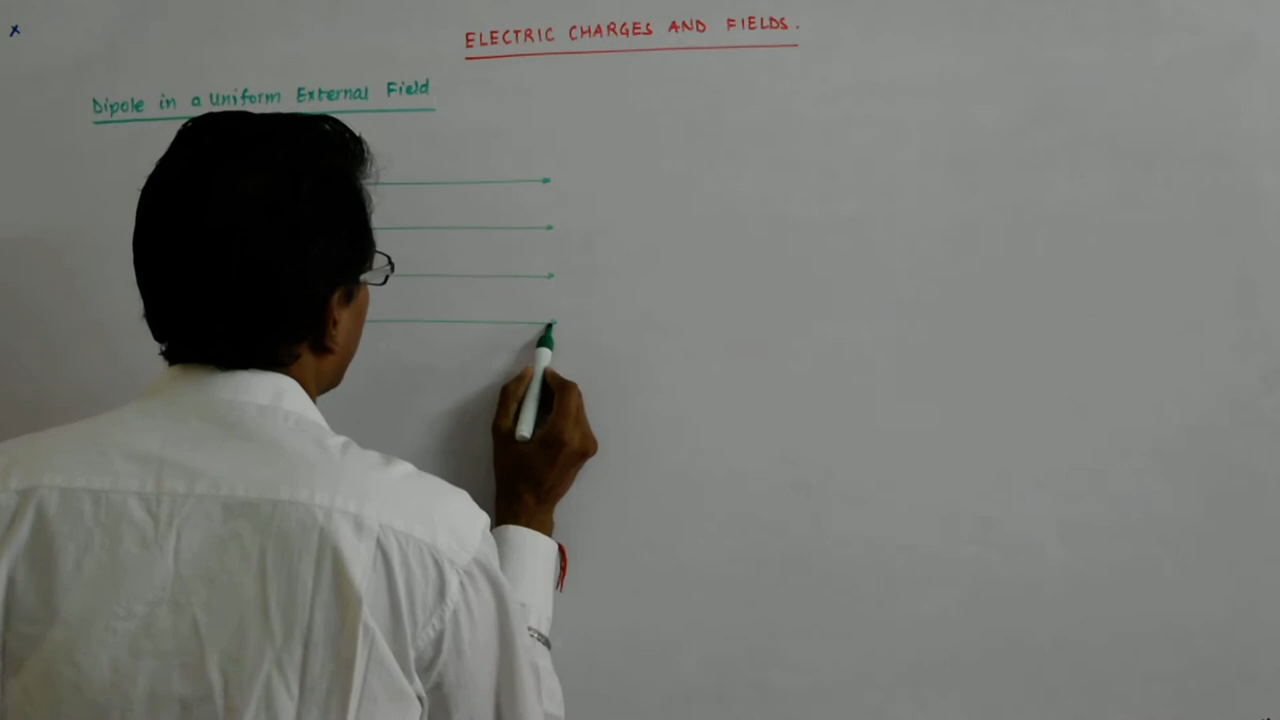 ELECTRIC CHARGES AND FIELDS.
Dipole in a Uniform External Field